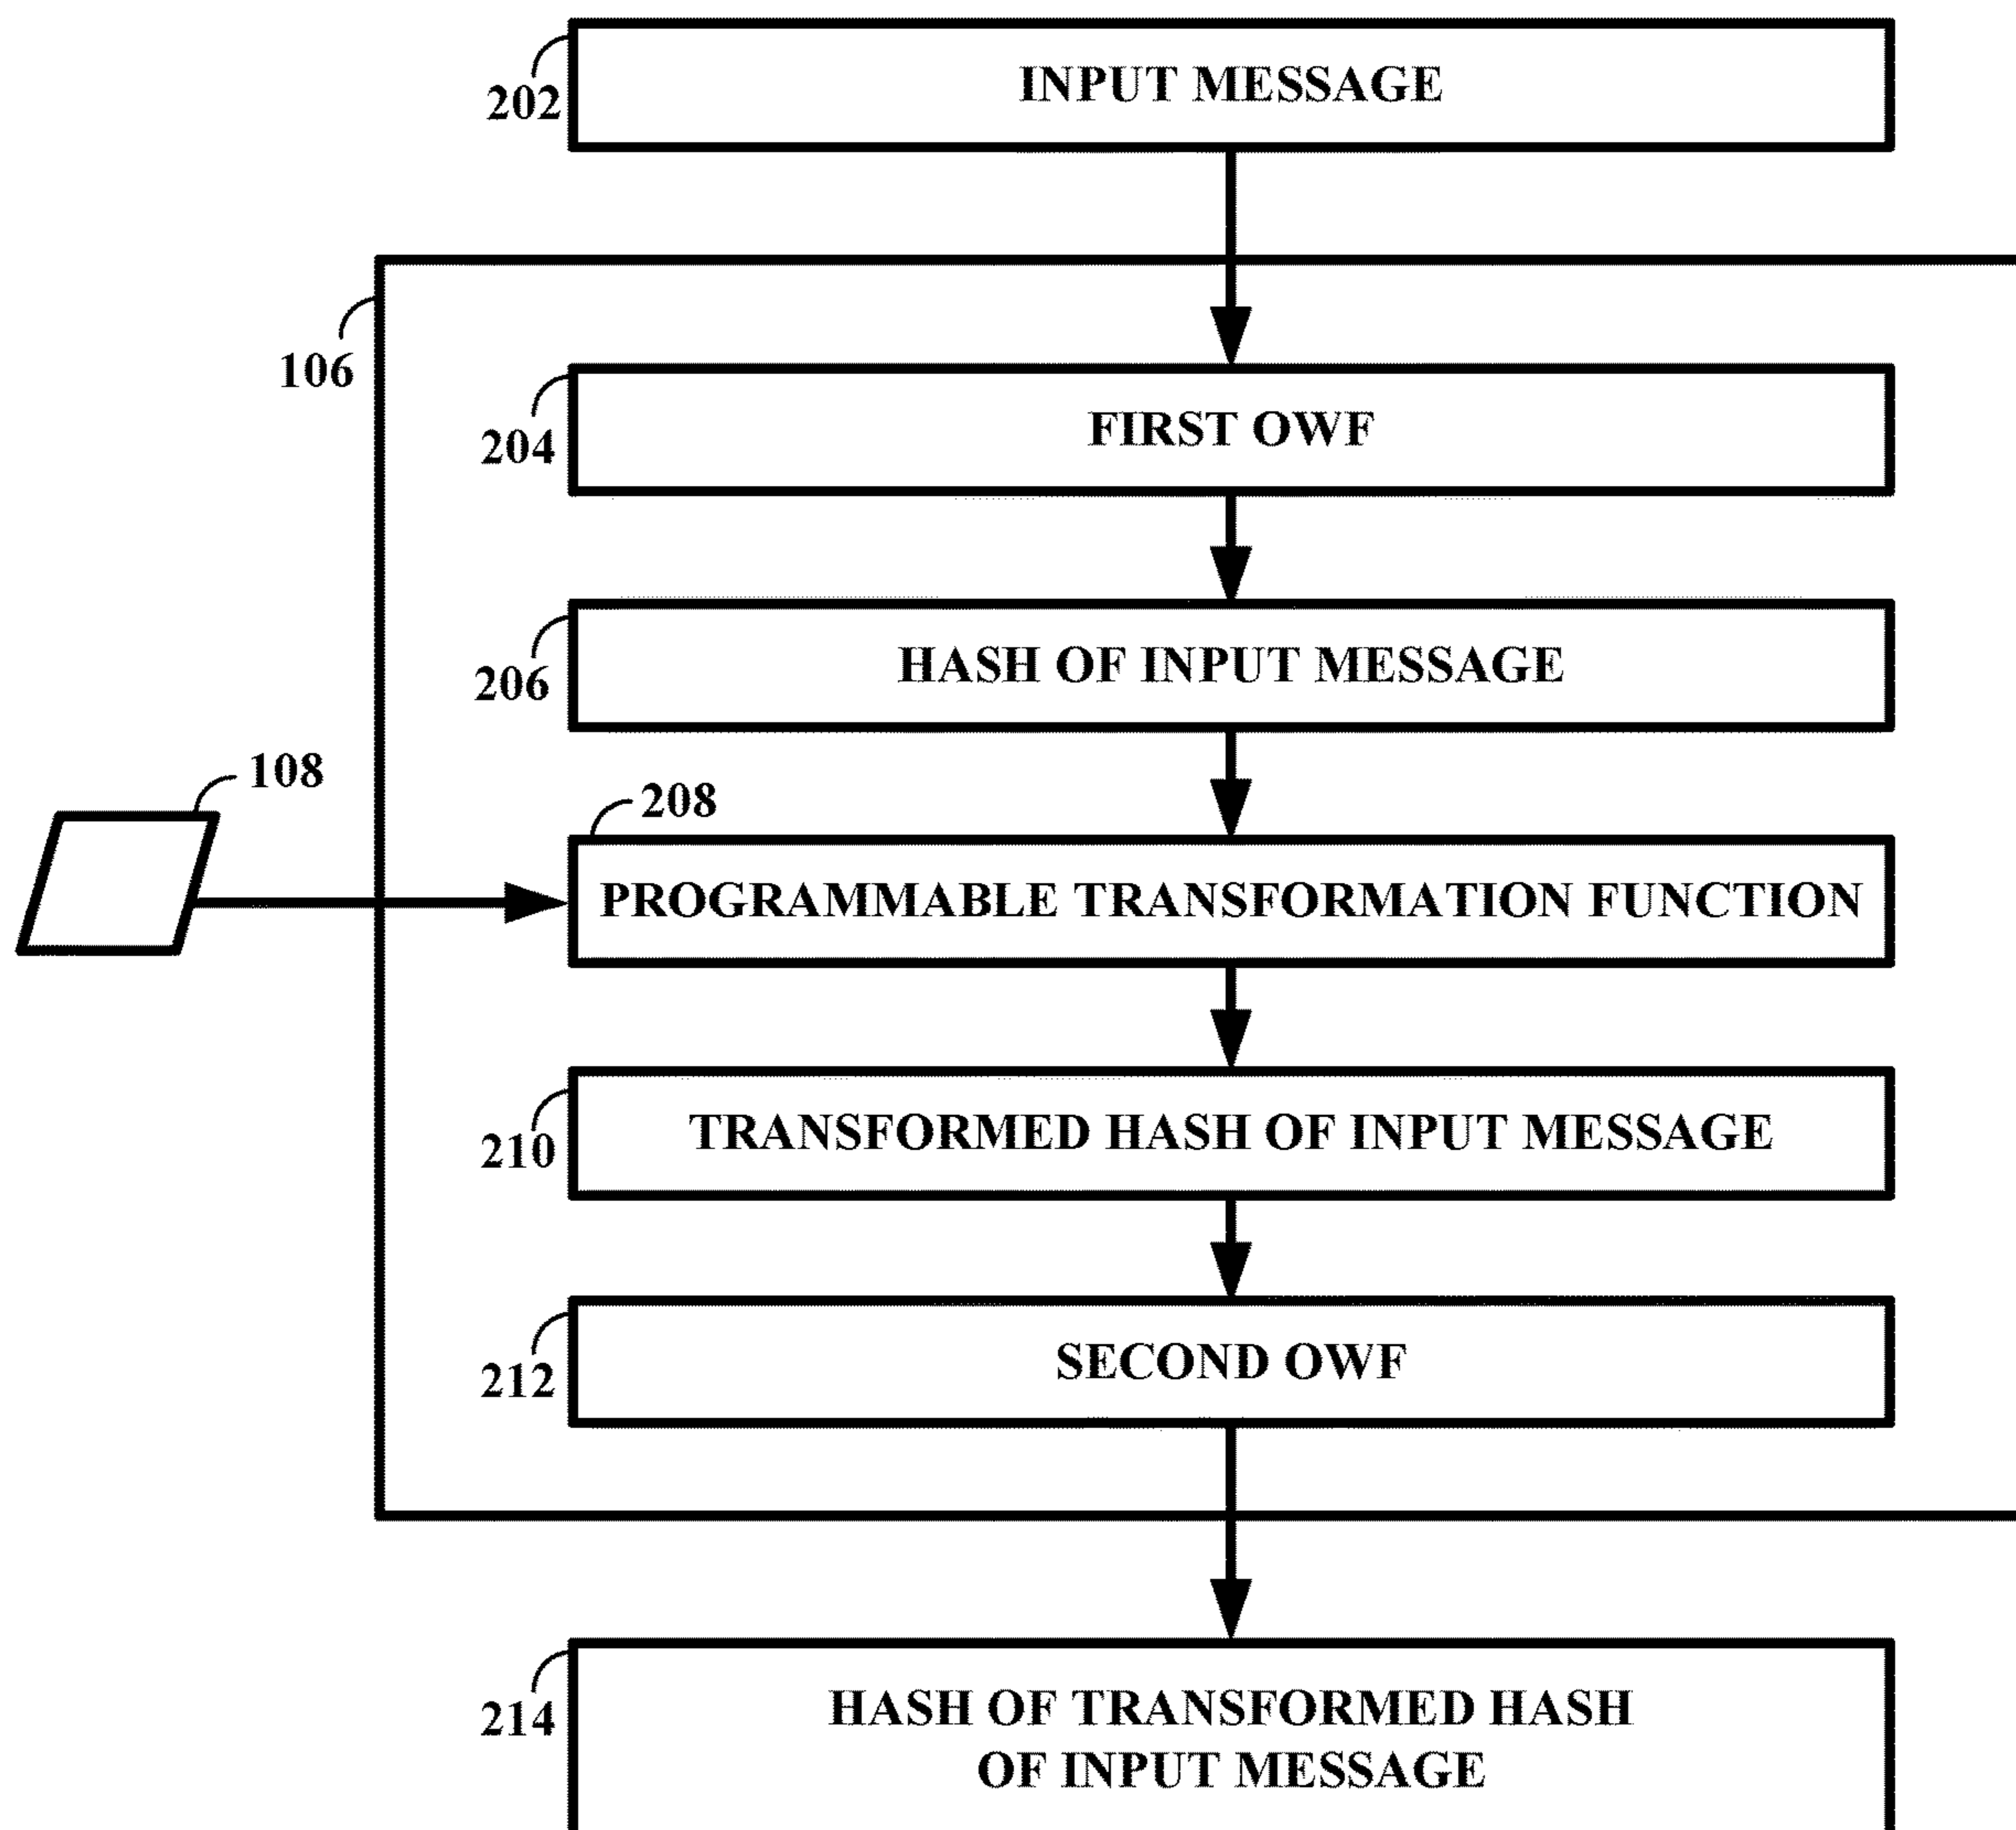 INPUT MESSAGE
202
106
FIRST OWF
204
HASH OF INPUT MESSAGE
206
108
208
PROGRAMMABLE TRANSFORMATION FUNCTION
TRANSFORMED HASH OF INPUT MESSAGE
210
SECOND OWF
212
HASH OF TRANSFORMED HASH
OF INPUT MESSAGE
214